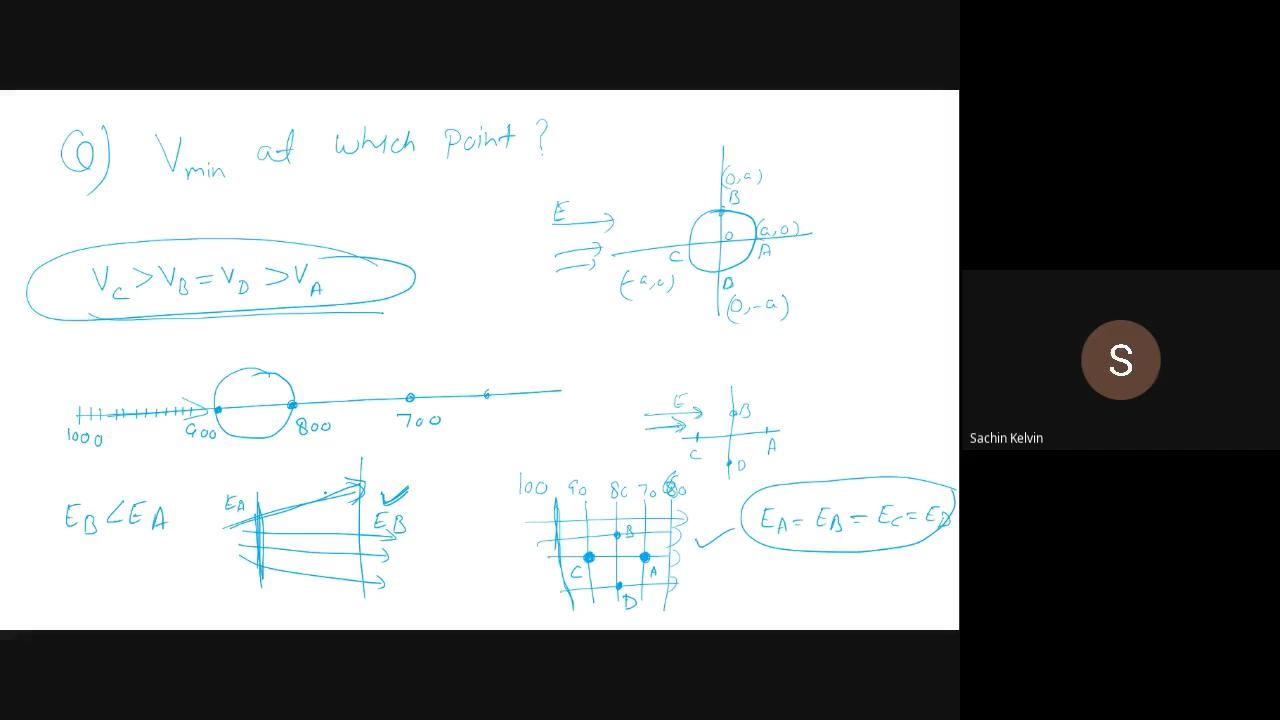 Q) Vmin at which point?
E
(0,a)
B
O
(a,0)
A
C
(-a,0)
D
(0,-a)
VC > VB = VD > VA
1000
900
800
700
E
B
C
A
D
S
Sachin Kelvin
EB < EA
EA
EB
100 90 80 70 60
B
C
A
D
EA = EB = EC = ED